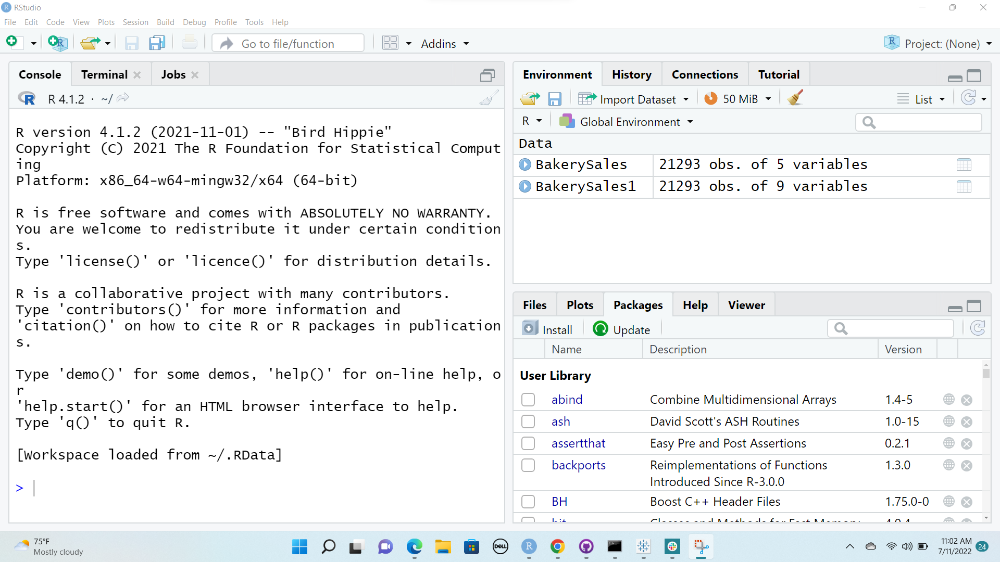 RStudio
File Edit Code View Plots Session Build Debug Profile Tools Help
Go to file/function
Addins
Project: (None)
Console Terminal Jobs
R 4.1.2 · ~/
R version 4.1.2 (2021-11-01) -- "Bird Hippie"
Copyright (C) 2021 The R Foundation for Statistical Comput
ing
Platform: x86_64-w64-mingw32/x64 (64-bit)
R is free software and comes with ABSOLUTELY NO WARRANTY.
You are welcome to redistribute it under certain condition
s.
Type 'license()' or 'licence()' for distribution details.
R is a collaborative project with many contributors.
Type 'contributors()' for more information and
'citation()' on how to cite R or R packages in publication
s.
Type 'demo()' for some demos, 'help()' for on-line help, o
r
'help.start()' for an HTML browser interface to help.
Type 'q()' to quit R.
[Workspace loaded from ~/.RData]
>
Environment History Connections Tutorial
Import Dataset 50 MiB List
R Global Environment
Data
BakerySales 21293 obs. of 5 variables
BakerySales1 21293 obs. of 9 variables
Files Plots Packages Help Viewer
Install Update
Name Description Version
User Library
abind Combine Multidimensional Arrays 1.4-5
ash David Scott's ASH Routines 1.0-15
assertthat Easy Pre and Post Assertions 0.2.1
backports Reimplementations of Functions 1.3.0
Introduced Since R-3.0.0
BH Boost C++ Header Files 1.75.0-0
bit Classes and Methods for Fast Memory 4.0.4
75°F
Mostly cloudy
DELL
R
11:02 AM
7/11/2022
24